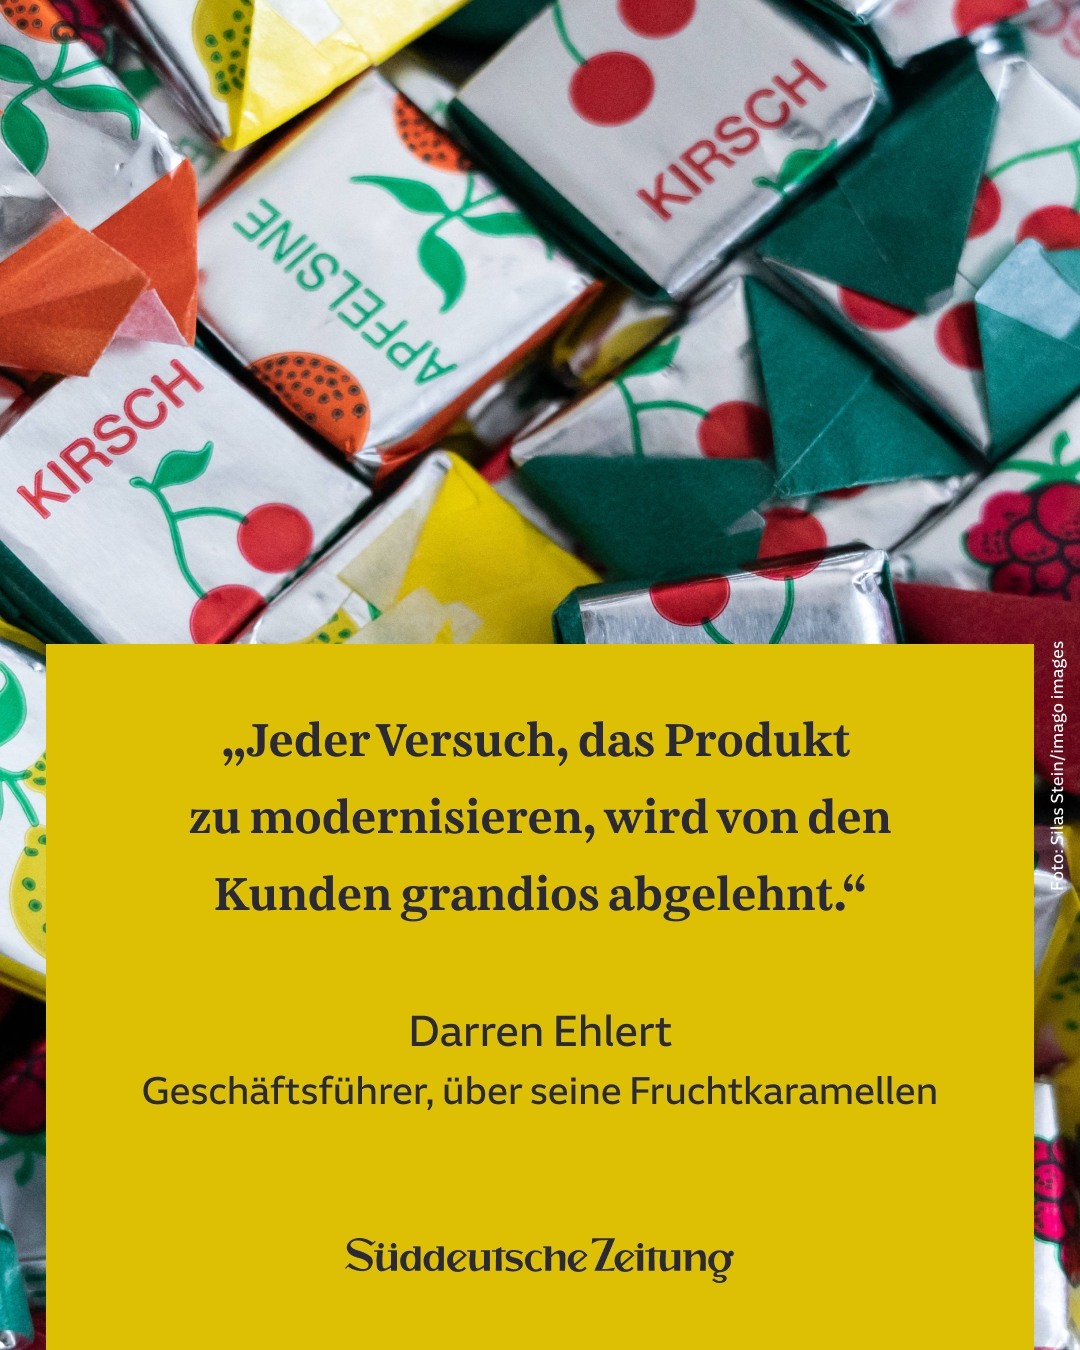 KIRSCH
APFELSINE
KIRSCH
„Jeder Versuch, das Produkt
zu modernisieren, wird von den
Kunden grandios abgelehnt.“
Darren Ehlert
Geschäftsführer, über seine Fruchtkaramellen
Süddeutsche Zeitung
Foto: Silas Stein/imago images